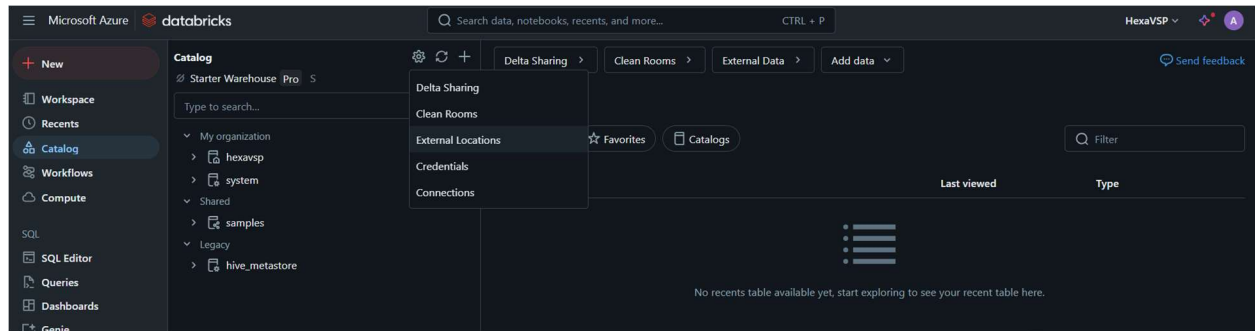 Microsoft Azure databricks Search data, notebooks, recents, and more... CTRL + P HexaVSP A
New
Workspace
Recents
Catalog
Workflows
Compute
SQL
SQL Editor
Queries
Dashboards
Genie
Catalog
Starter Warehouse Pro S
Type to search...
My organization
hexavsp
system
Shared
samples
Legacy
hive_metastore
Delta Sharing
Clean Rooms
External Locations
Credentials
Connections
Delta Sharing > Clean Rooms > External Data > Add data Send feedback
Favorites Catalogs Filter
Last viewed Type
No recents table available yet, start exploring to see your recent table here.